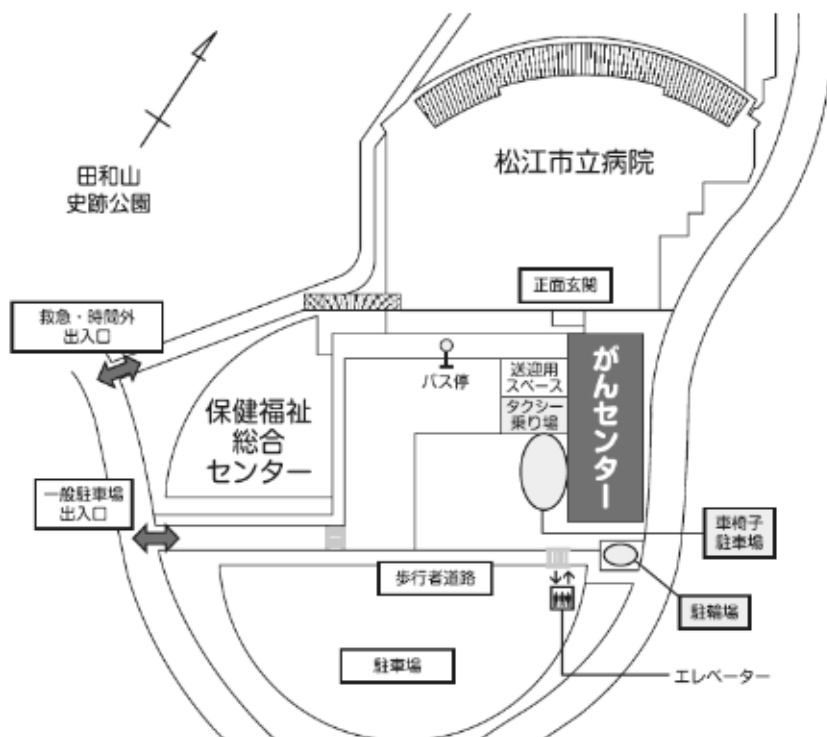 田和山
史跡公園
松江市立病院
正面玄関
救急・時間外
出入口
バス停
送迎用
スペース
タクシー
乗り場
がんセンター
保健福祉
総合
センター
一般駐車場
出入口
車椅子
駐車場
歩行者道路
駐輪場
駐車場
エレベーター